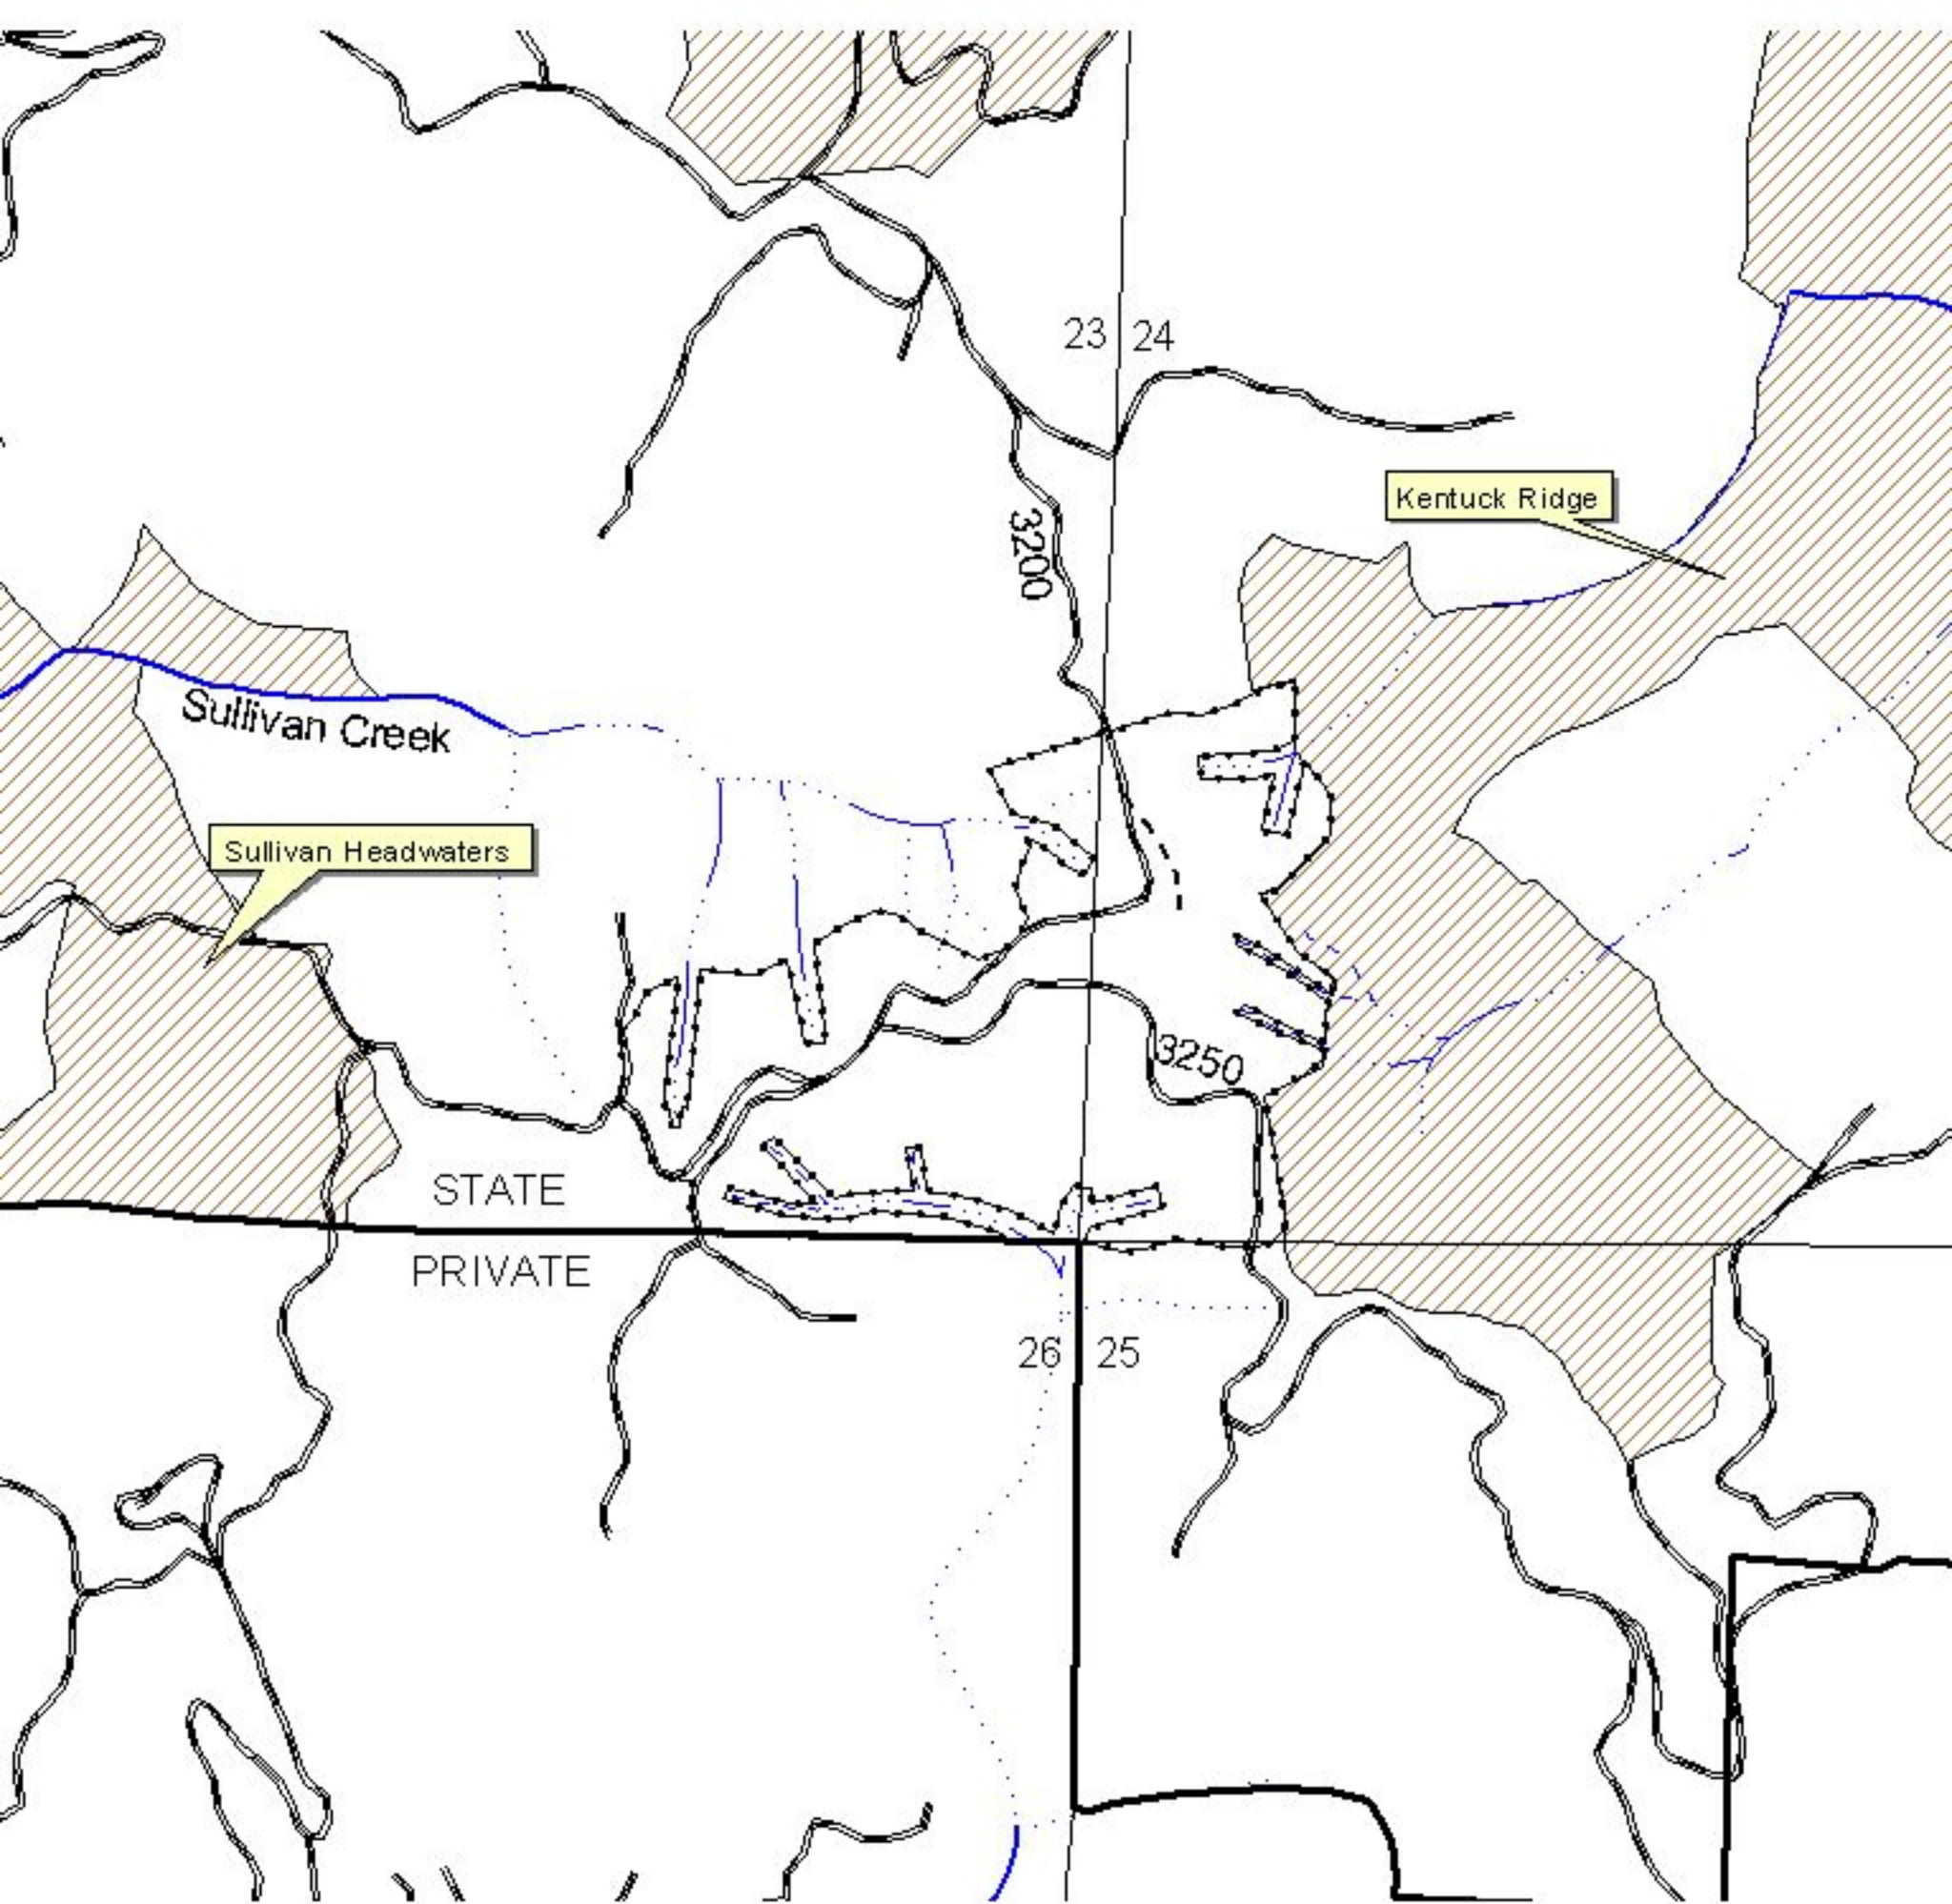 23 24
Kentuck Ridge
3200
Sullivan Creek
Sullivan Headwaters
3250
STATE
PRIVATE
26 25